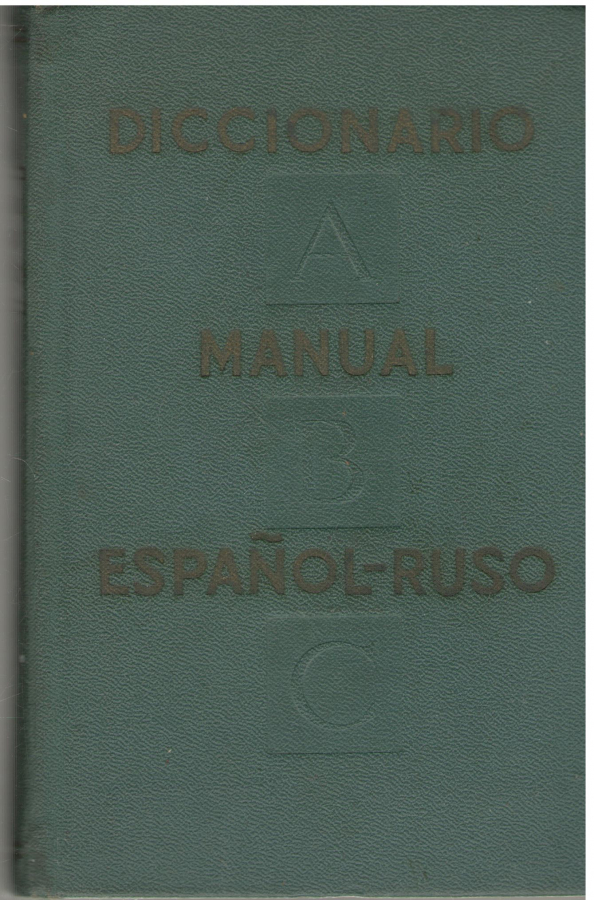 DICCIONARIO
A
MANUAL
B
ESPAÑOL-RUSO
C